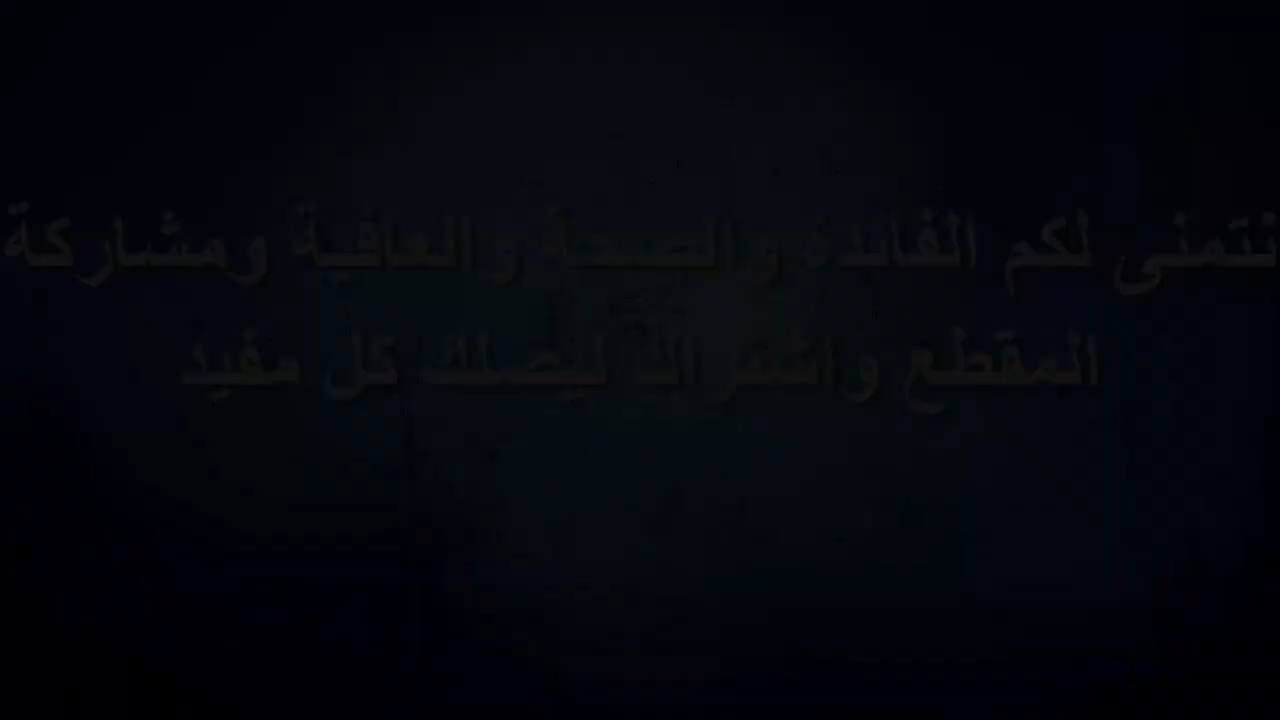 نتمنى لكم الفائدة والصحة والعافية ومشاركة
المقطع واشتراك ليصلك كل مفيد